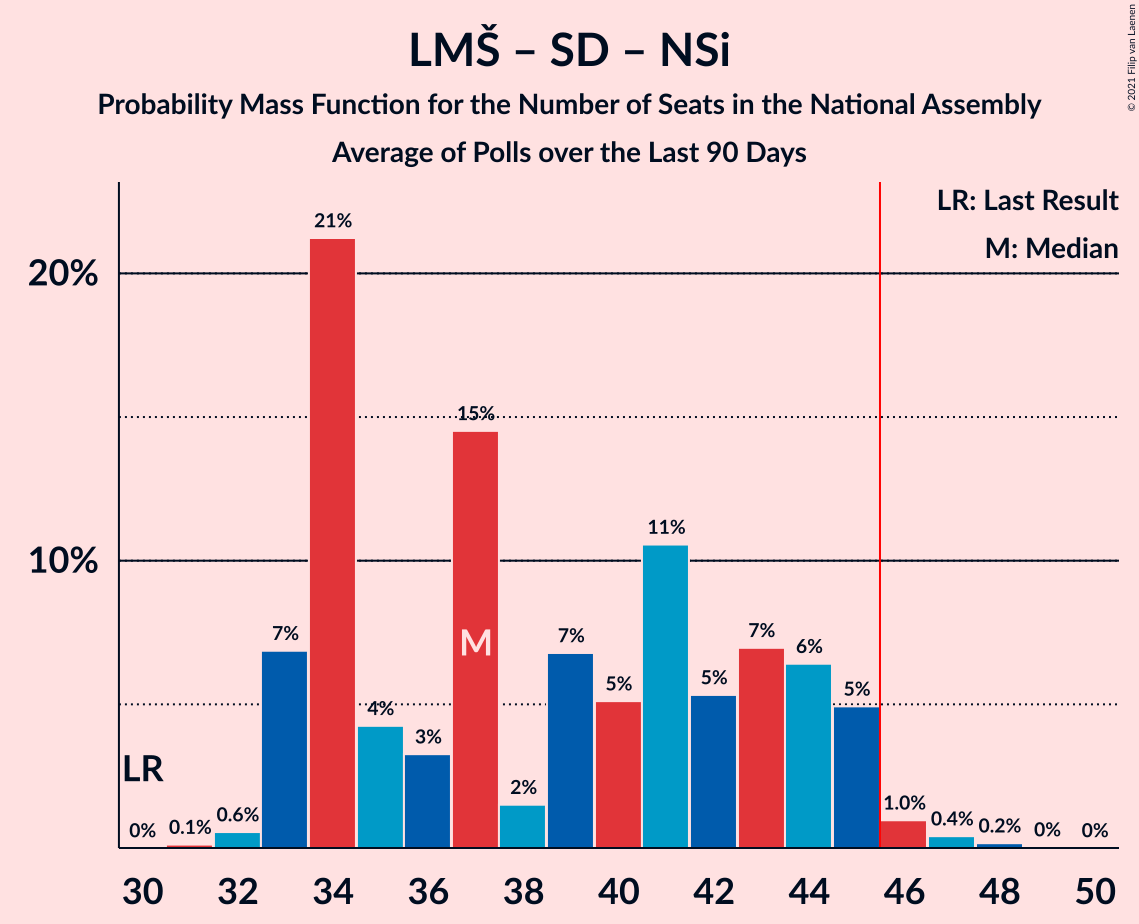 LMŠ – SD – NSi
Probability Mass Function for the Number of Seats in the National Assembly
Average of Polls over the Last 90 Days
© 2021 Filip van Laenen
LR: Last Result
M: Median
20%
10%
LR
M
0%
0.1%
0.6%
7%
21%
4%
3%
15%
2%
7%
5%
11%
5%
7%
6%
5%
1.0%
0.4%
0.2%
0%
0%
30 32 34 36 38 40 42 44 46 48 50